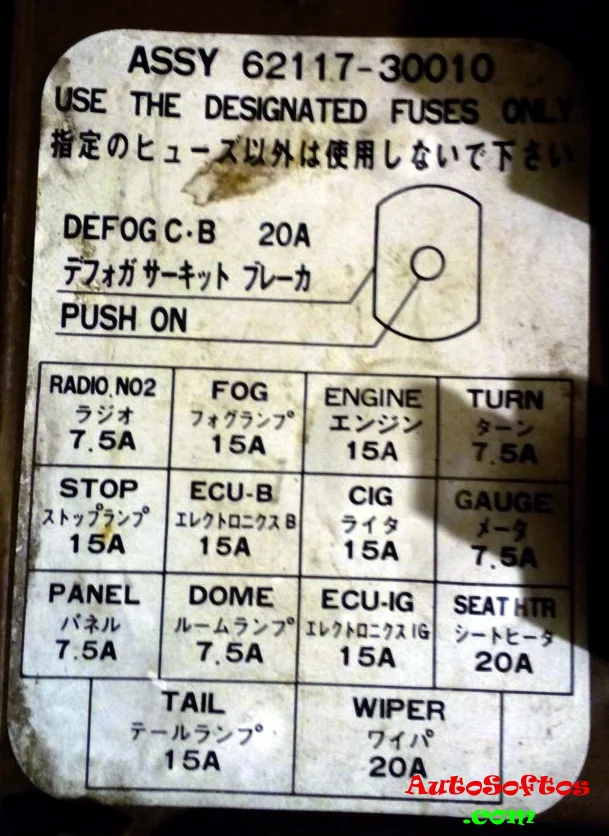 ASSY 62117-30010
USE THE DESIGNATED FUSES ONLY
指定のヒューズ以外は使用しないで下さい
DEFOG C・B 20A
デフォガ サーキット ブレーカ
PUSH ON
RADIO.NO2 FOG ENGINE TURN
ラジオ フォグランプ エンジン ターン
7.5A 15A 15A 7.5A
STOP ECU-B CIG GAUGE
ストップランプ エレクトロニクス B ライタ メータ
15A 15A 15A 7.5A
PANEL DOME ECU-IG SEAT HTR
パネル ルームランプ エレクトロニクス IG シートヒータ
7.5A 7.5A 15A 20A
TAIL WIPER
テールランプ ワイパ
15A 20A
AutoSoftos
.com